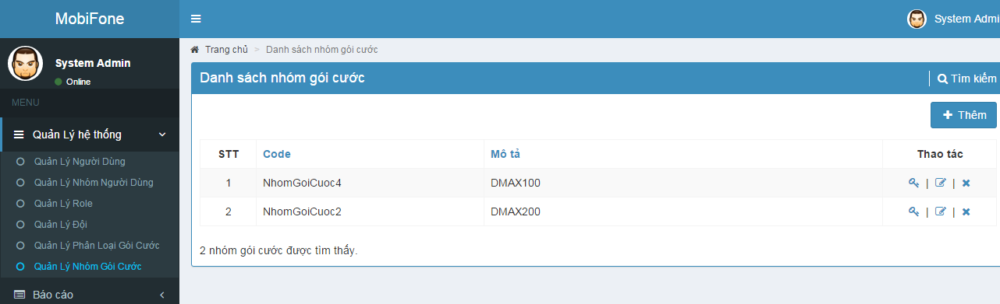 MobiFone
System Admi
System Admin
Online
MENU
Quản Lý hệ thống
Quản Lý Người Dùng
Quản Lý Nhóm Người Dùng
Quản Lý Role
Quản Lý Đội
Quản Lý Phân Loại Gói Cước
Quản Lý Nhóm Gói Cước
Báo cáo
Trang chủ > Danh sách nhóm gói cước
Danh sách nhóm gói cước
Tìm kiếm
Thêm
STT Code Mô tả Thao tác
1 NhomGoiCuoc4 DMAX100 | |
2 NhomGoiCuoc2 DMAX200 | |
2 nhóm gói cước được tìm thấy.